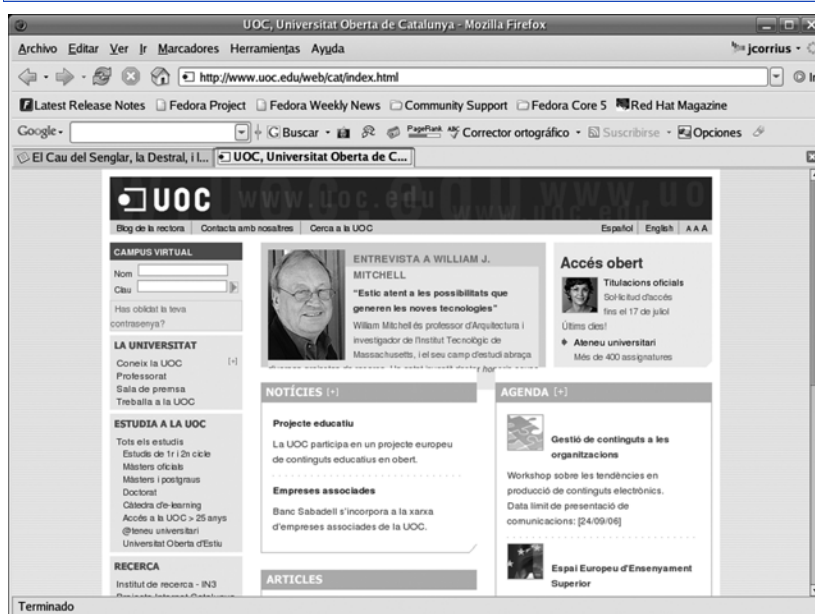 UOC, Universitat Oberta de Catalunya - Mozilla Firefox
Archivo Editar Ver Ir Marcadores Herramientas Ayuda
jcorrius
http://www.uoc.edu/web/cat/index.html
Latest Release Notes Fedora Project Fedora Weekly News Community Support Fedora Core 5 Red Hat Magazine
Google Buscar PageRank ABC Corrector ortográfico Suscribirse Opciones
El Cau del Senglar, la Destral, i l... UOC, Universitat Oberta de C...
UOC www.uoc.edu
Blog de la rectora Contacta amb nosaltres Cerca a la UOC Español English A A A
CAMPUS VIRTUAL
Nom
Clau
Has oblidat la teva
contrasenya?
LA UNIVERSITAT
Coneix la UOC [+]
Professorat
Sala de premsa
Treballa a la UOC
ESTUDIA A LA UOC
Tots els estudis
Estudis de 1r i 2n cicle
Màsters oficials
Màsters i postgraus
Doctorat
Càtedra d'e-learning
Accés a la UOC > 25 anys
@teneu universitari
Universitat Oberta d'Estiu
RECERCA
Institut de recerca - IN3
ENTREVISTA A WILLIAM J.
MITCHELL
"Estic atent a les possibilitats que
generen les noves tecnologies"
William Mitchell és professor d'Arquitectura i
investigador de l'Institut Tecnològic de
Massachusetts, i el seu camp d'estudi abraça
Accés obert
Titulacions oficials
Sol·licitud d'accés
fins el 17 de juliol
Últims dies!
Ateneu universitari
Més de 400 assignatures
NOTÍCIES [+]
Projecte educatiu
La UOC participa en un projecte europeu
de continguts educatius en obert.
Empreses associades
Banc Sabadell s'incorpora a la xarxa
d'empreses associades de la UOC.
ARTICLES
AGENDA [+]
Gestió de continguts a les
organitzacions
Workshop sobre les tendències en
producció de continguts electrònics.
Data límit de presentació de
comunicacions: [24/09/06]
Espai Europeu d'Ensenyament
Superior
Terminado